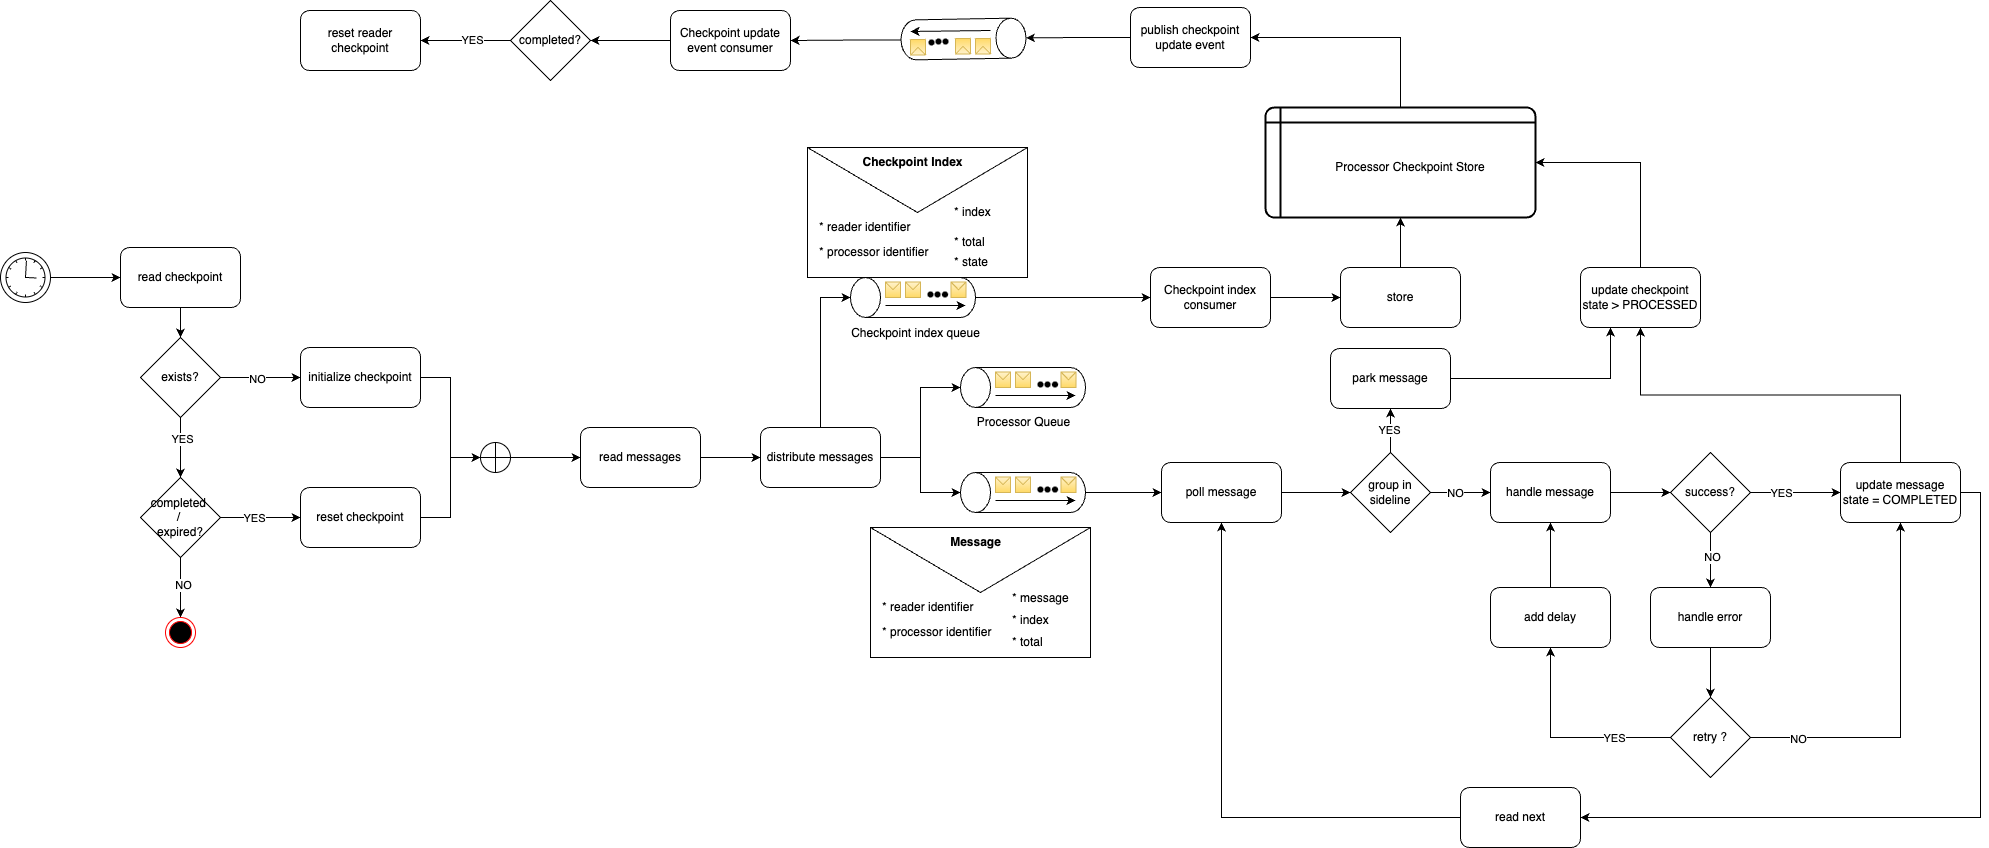 reset reader
checkpoint
YES
completed?
Checkpoint update
event consumer
publish checkpoint
update event
Checkpoint Index
* reader identifier
* processor identifier
* index
* total
* state
Processor Checkpoint Store
read checkpoint
Checkpoint index queue
Checkpoint index
consumer
store
update checkpoint
state > PROCESSED
exists?
NO
initialize checkpoint
park message
Processor Queue
YES
YES
read messages
distribute messages
completed
/
expired?
YES
reset checkpoint
poll message
group in
sideline
NO
handle message
success?
YES
update message
state = COMPLETED
NO
Message
* reader identifier
* processor identifier
* message
* index
* total
NO
add delay
handle error
YES
retry ?
NO
read next